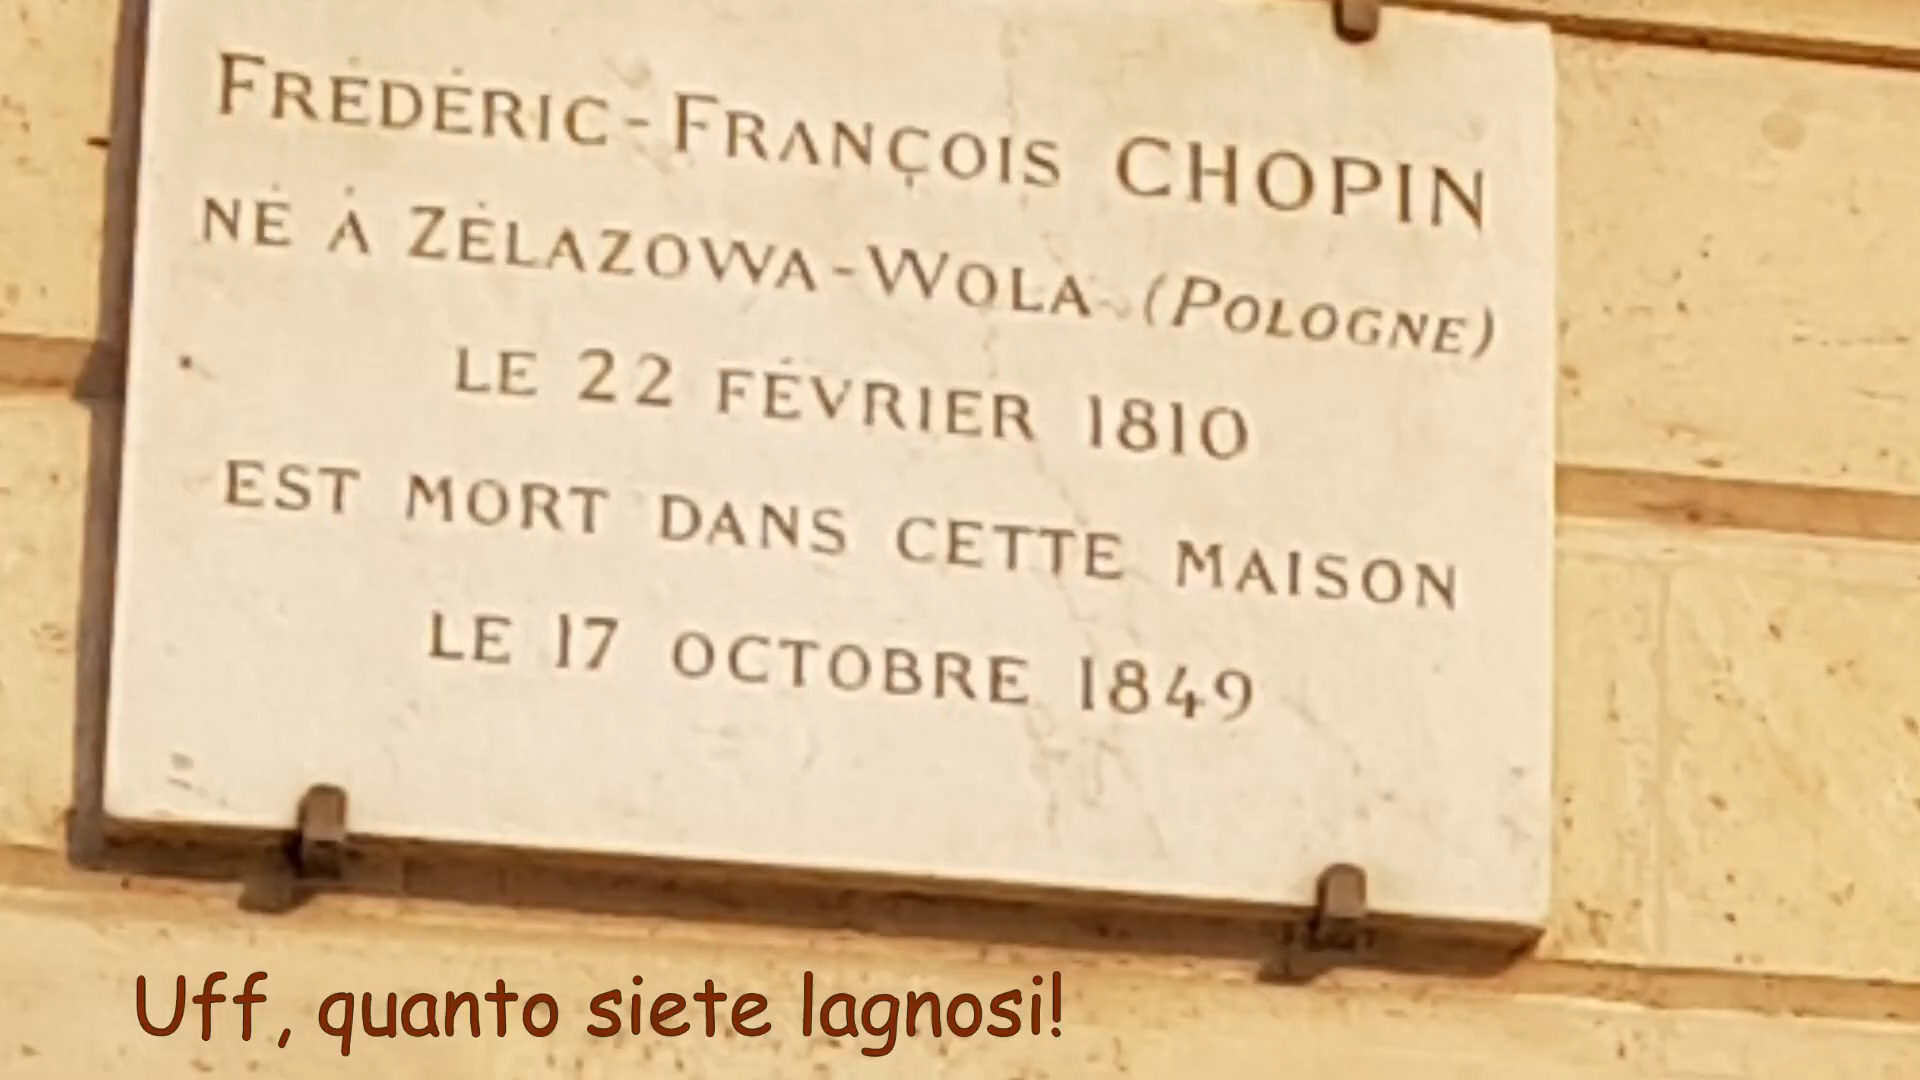 FRÉDÉRIC-FRANÇOIS CHOPIN
NÉ À ZÉLAZOWA-WOLA (POLOGNE)
LE 22 FÉVRIER 1810
EST MORT DANS CETTE MAISON
LE 17 OCTOBRE 1849
Uff, quanto siete lagnosi!